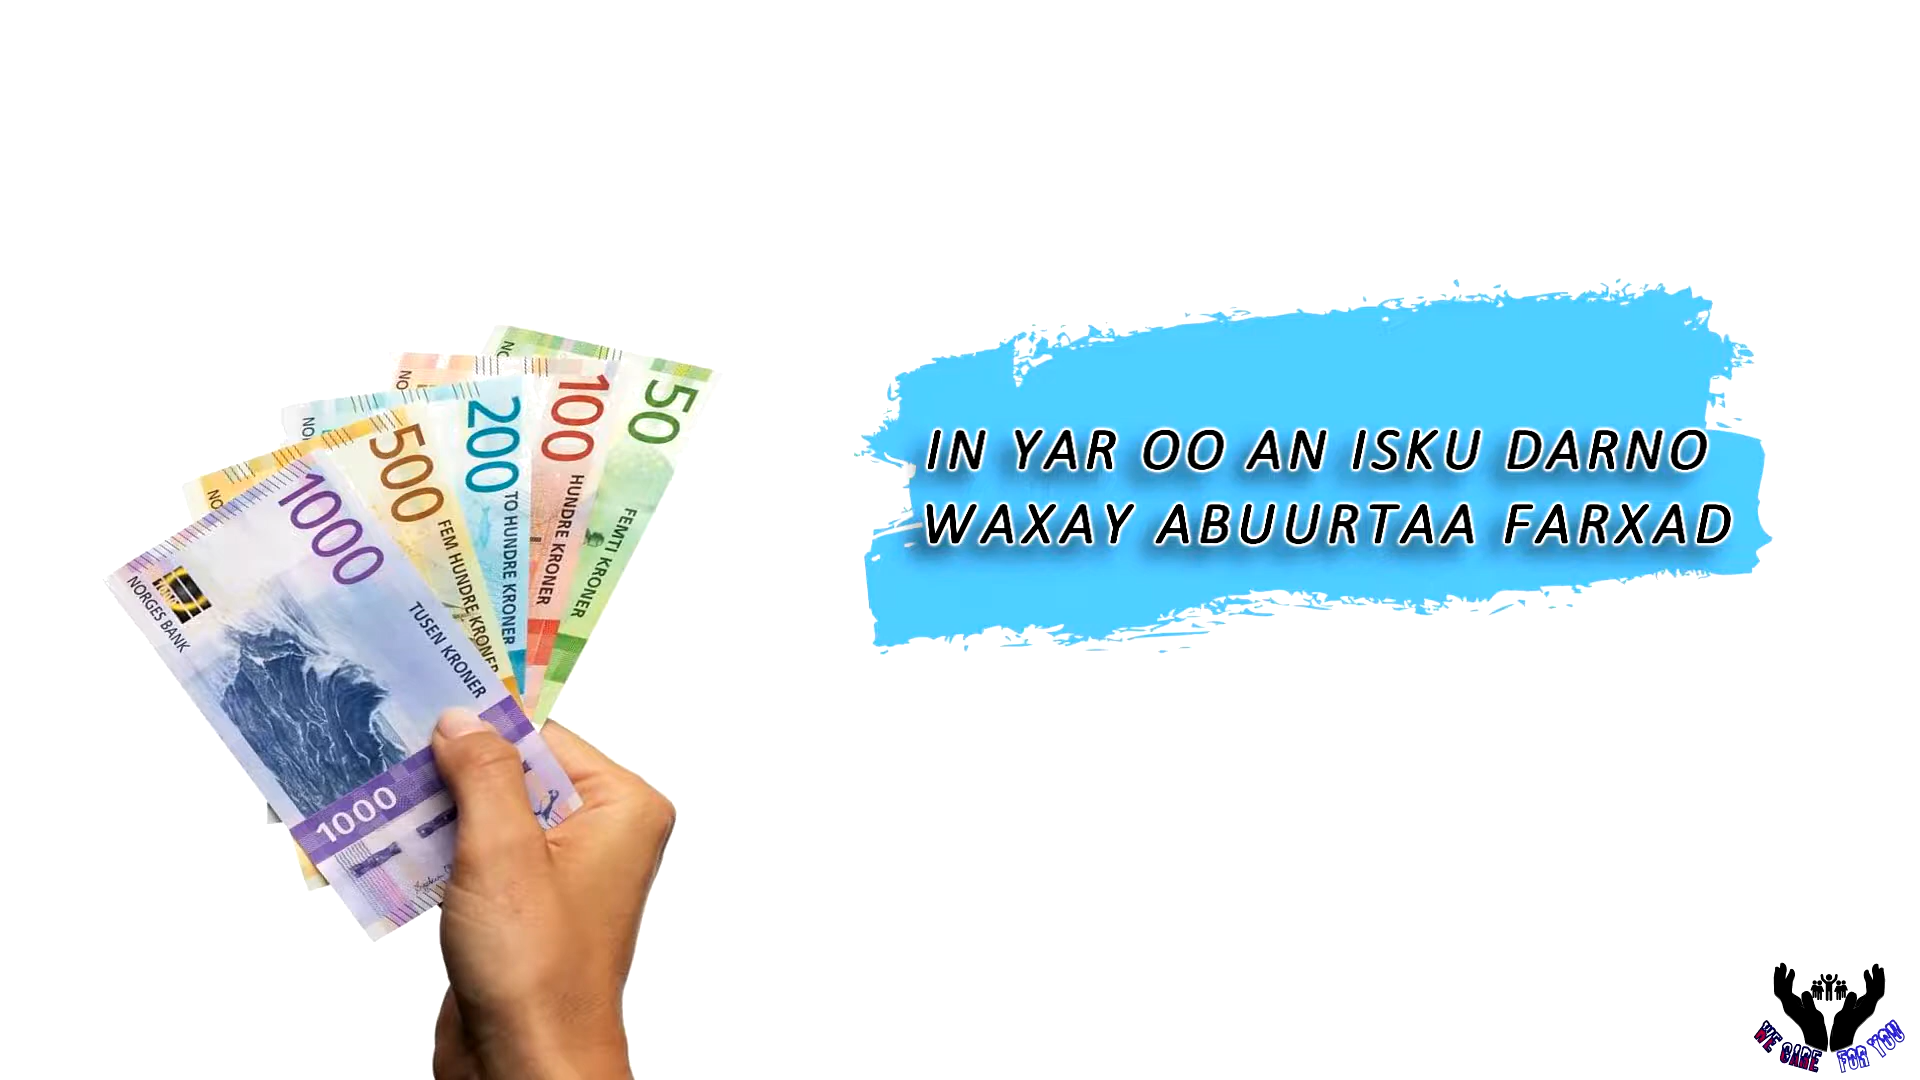 IN YAR OO AN ISKU DARNO
WAXAY ABUURTAA FARXAD
50
FEMTI KRONER
100
HUNDRE KRONER
200
TO HUNDRE KRONER
500
FEM HUNDRE KRONER
1000
TUSEN KRONER
NORGES BANK
1000
WE CARE FOR YOU